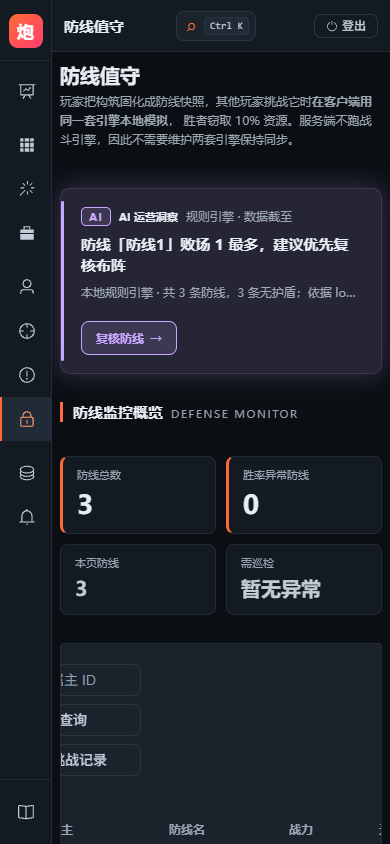 炮
防线值守
Ctrl K
登出
防线值守
玩家把构筑固化成防线快照，其他玩家挑战它时在客户端用
同一套引擎本地模拟， 胜者窃取 10% 资源。服务端不跑战
斗引擎，因此不需要维护两套引擎保持同步。
AI
AI 运营洞察
规则引擎 · 数据截至
防线「防线1」败场 1 最多，建议优先复
核布阵
本地规则引擎 · 共 3 条防线，3 条无护盾；依据 lo...
复核防线 →
防线监控概览 DEFENSE MONITOR
防线总数
3
胜率异常防线
0
本页防线
3
需巡检
暂无异常
主 ID
查询
挑战记录
主
防线名
战力